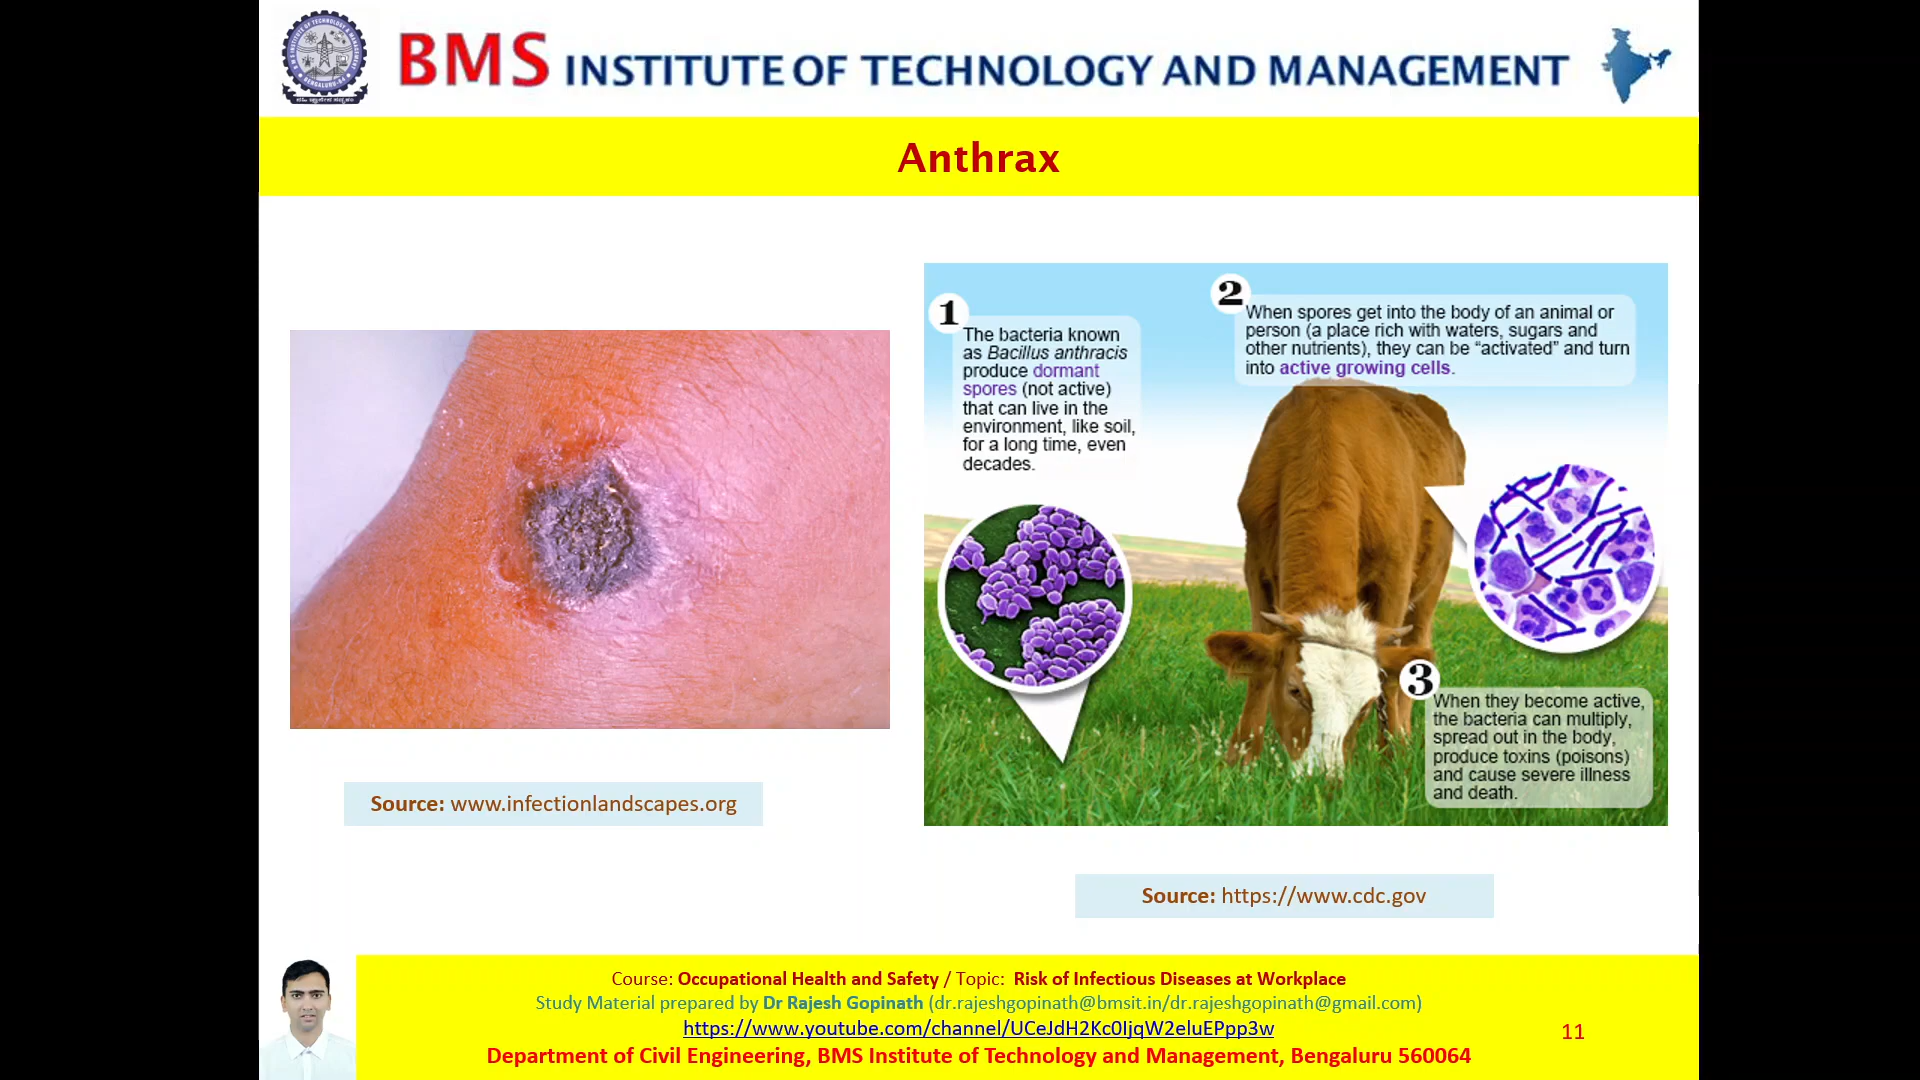 BMS INSTITUTE OF TECHNOLOGY AND MANAGEMENT
Anthrax
1
The bacteria known
as Bacillus anthracis
produce dormant
spores (not active)
that can live in the
environment, like soil,
for a long time, even
decades.
2
When spores get into the body of an animal or
person (a place rich with waters, sugars and
other nutrients), they can be “activated” and turn
into active growing cells.
3
When they become active,
the bacteria can multiply,
spread out in the body,
produce toxins (poisons)
and cause severe illness
and death.
Source: www.infectionlandscapes.org
Source: https://www.cdc.gov
Course: Occupational Health and Safety / Topic: Risk of Infectious Diseases at Workplace
Study Material prepared by Dr Rajesh Gopinath (dr.rajeshgopinath@bmsit.in/dr.rajeshgopinath@gmail.com)
https://www.youtube.com/channel/UCeJdH2Kc0IjqW2eluEPpp3w
Department of Civil Engineering, BMS Institute of Technology and Management, Bengaluru 560064
11